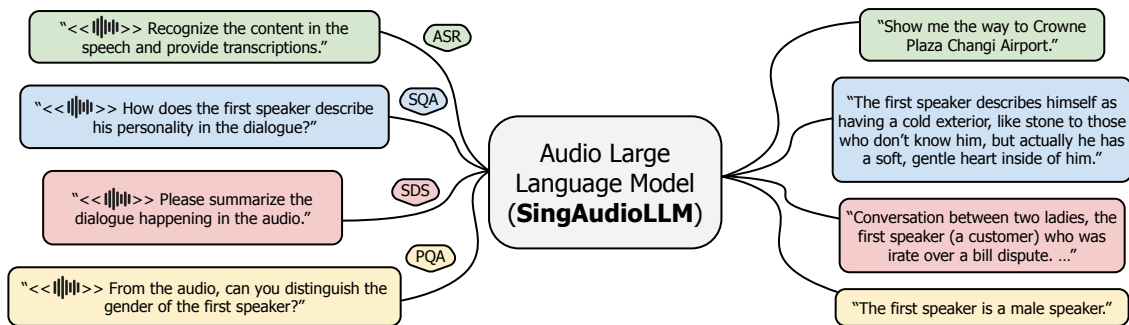 “<<>> Recognize the content in the
speech and provide transcriptions.”
ASR
“<<>> How does the first speaker describe
his personality in the dialogue?”
SQA
“<<>> Please summarize the
dialogue happening in the audio.”
SDS
“<<>> From the audio, can you distinguish the
gender of the first speaker?”
PQA
Audio Large
Language Model
(SingAudioLLM)
“Show me the way to Crowne
Plaza Changi Airport.”
“The first speaker describes himself as
having a cold exterior, like stone to those
who don’t know him, but actually he has
a soft, gentle heart inside of him.”
“Conversation between two ladies, the
first speaker (a customer) who was
irate over a bill dispute. …”
“The first speaker is a male speaker.”